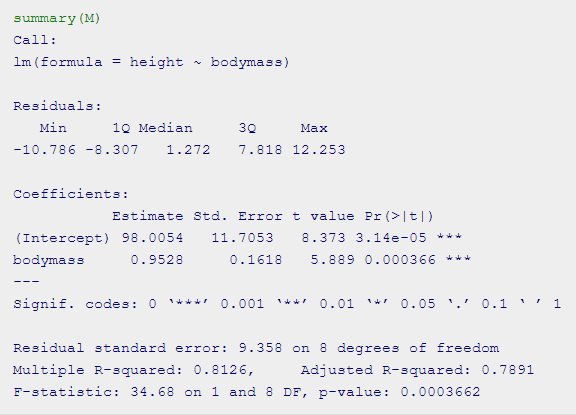 summary(M)
Call:
lm(formula = height ~ bodymass)
Residuals:
    Min      1Q Median      3Q     Max
-10.786 -8.307   1.272   7.818 12.253
Coefficients:
            Estimate Std. Error t value Pr(>|t|)
(Intercept) 98.0054    11.7053   8.373 3.14e-05 ***
bodymass      0.9528     0.1618   5.889 0.000366 ***
---
Signif. codes: 0 ‘***’ 0.001 ‘**’ 0.01 ‘*’ 0.05 ‘.’ 0.1 ‘ ’ 1
Residual standard error: 9.358 on 8 degrees of freedom
Multiple R-squared: 0.8126,     Adjusted R-squared: 0.7891
F-statistic: 34.68 on 1 and 8 DF, p-value: 0.0003662